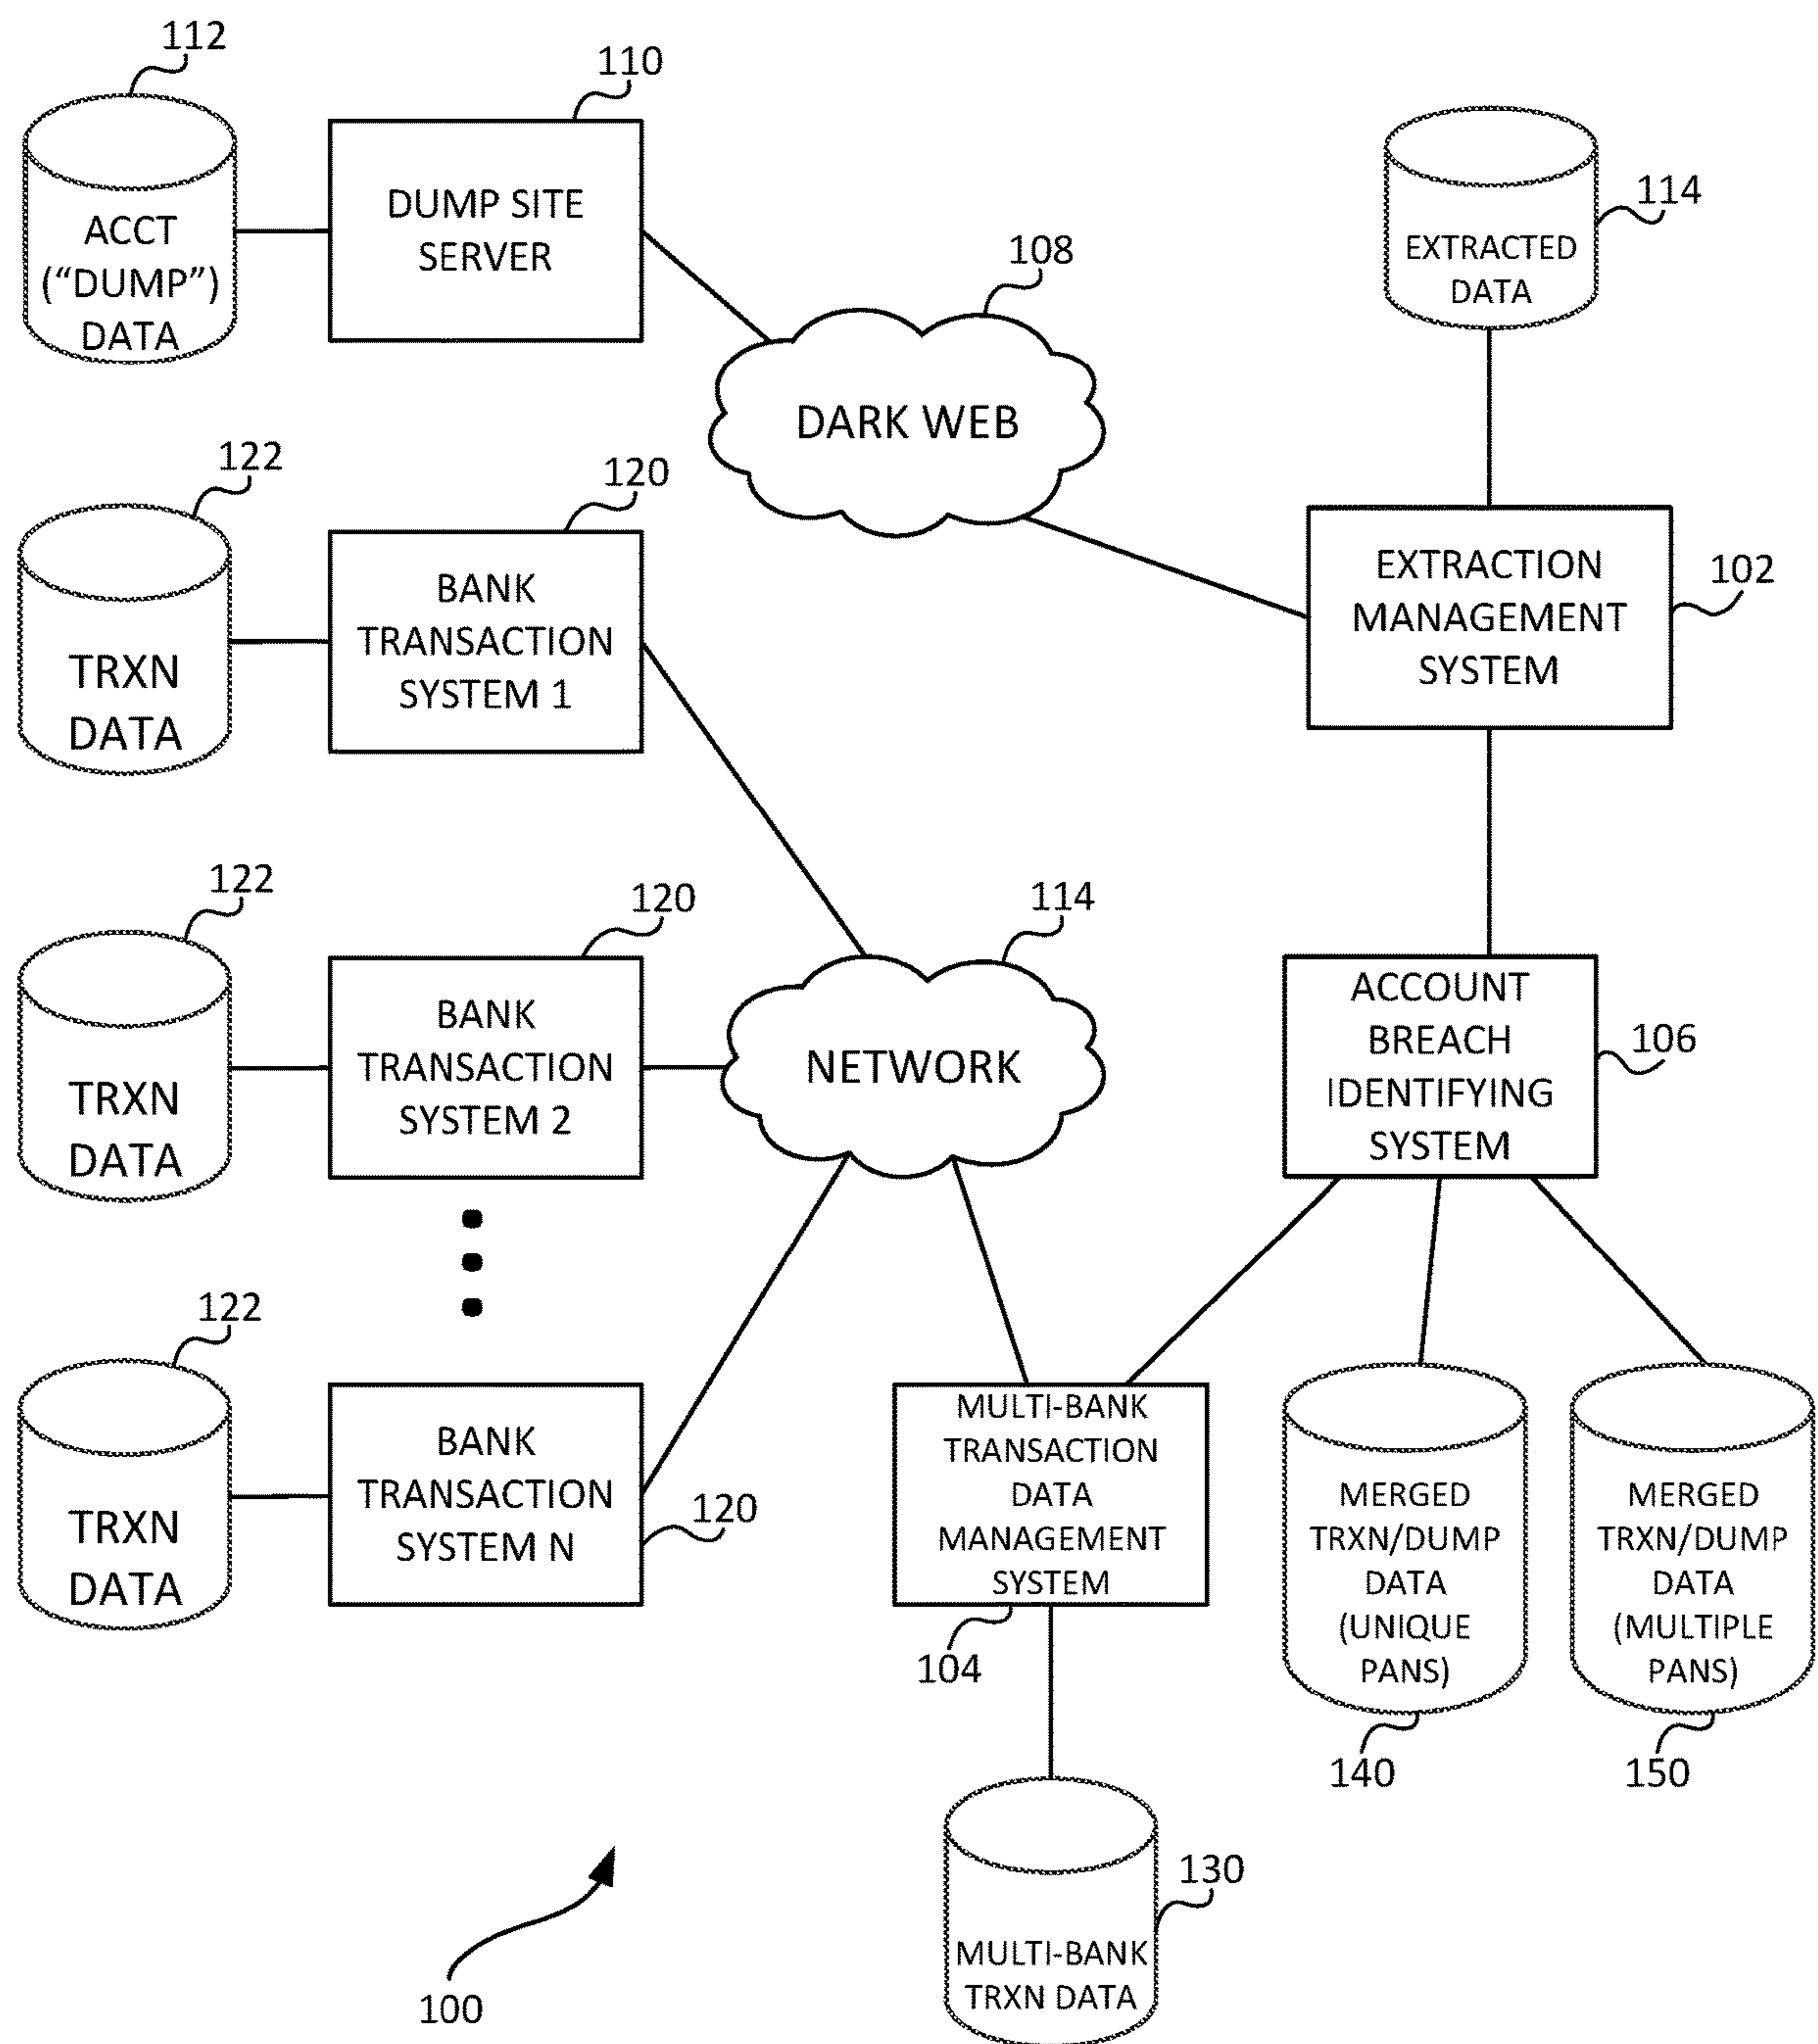 112
110
ACCT
("DUMP")
DATA
DUMP SITE
SERVER
108
DARK WEB
114
EXTRACTED
DATA
122
120
TRXN
DATA
BANK
TRANSACTION
SYSTEM 1
EXTRACTION
MANAGEMENT
SYSTEM
102
122
120
TRXN
DATA
BANK
TRANSACTION
SYSTEM 2
114
NETWORK
ACCOUNT
BREACH
IDENTIFYING
SYSTEM
106
122
TRXN
DATA
BANK
TRANSACTION
SYSTEM N
120
MULTI-BANK
TRANSACTION
DATA
MANAGEMENT
SYSTEM
104
MERGED
TRXN/DUMP
DATA
(UNIQUE
PANS)
140
MERGED
TRXN/DUMP
DATA
(MULTIPLE
PANS)
150
130
MULTI-BANK
TRXN DATA
100